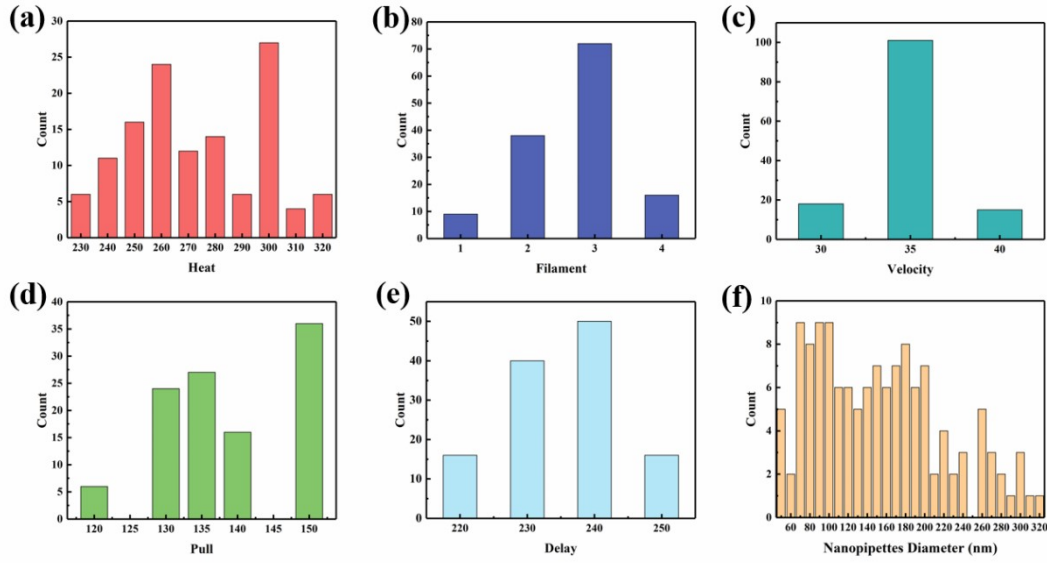 (a)
Count
30
25
20
15
10
5
0
230 240 250 260 270 280 290 300 310 320
Heat
(b)
Count
80
70
60
50
40
30
20
10
0
1 2 3 4
Filament
(c)
Count
100
80
60
40
20
0
30 35 40
Velocity
(d)
Count
40
35
30
25
20
15
10
5
0
120 125 130 135 140 145 150
Pull
(e)
Count
50
40
30
20
10
0
220 230 240 250
Delay
(f)
Count
10
8
6
4
2
0
60 80 100 120 140 160 180 200 220 240 260 280 300 320
Nanopipettes Diameter (nm)